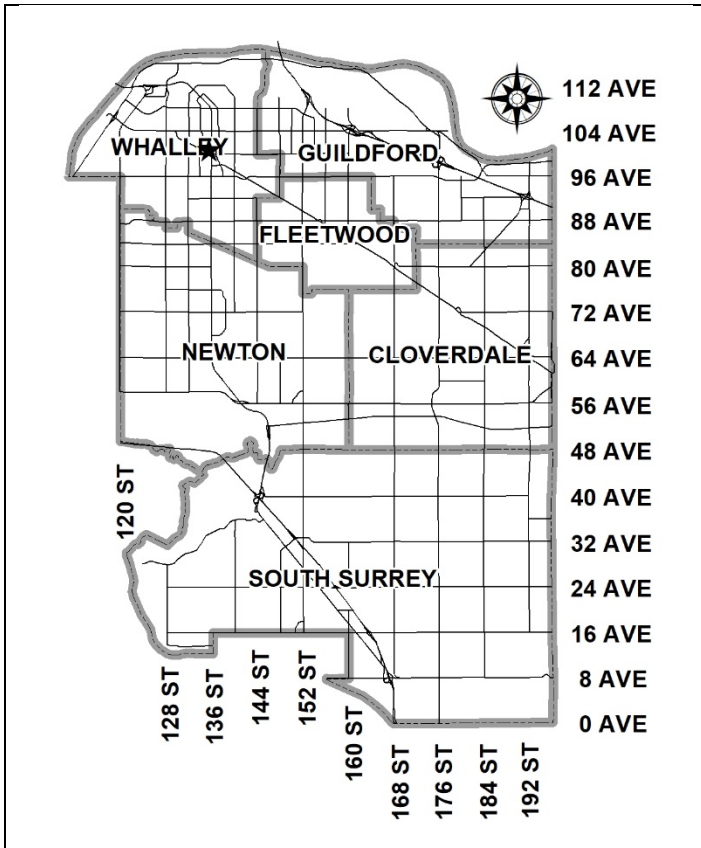 112 AVE
104 AVE
WHALLEY
GUILDFORD
96 AVE
88 AVE
FLEETWOOD
80 AVE
72 AVE
NEWTON
CLOVERDALE
64 AVE
56 AVE
48 AVE
120 ST
40 AVE
32 AVE
SOUTH SURREY
24 AVE
16 AVE
8 AVE
0 AVE
128 ST
136 ST
144 ST
152 ST
160 ST
168 ST
176 ST
184 ST
192 ST